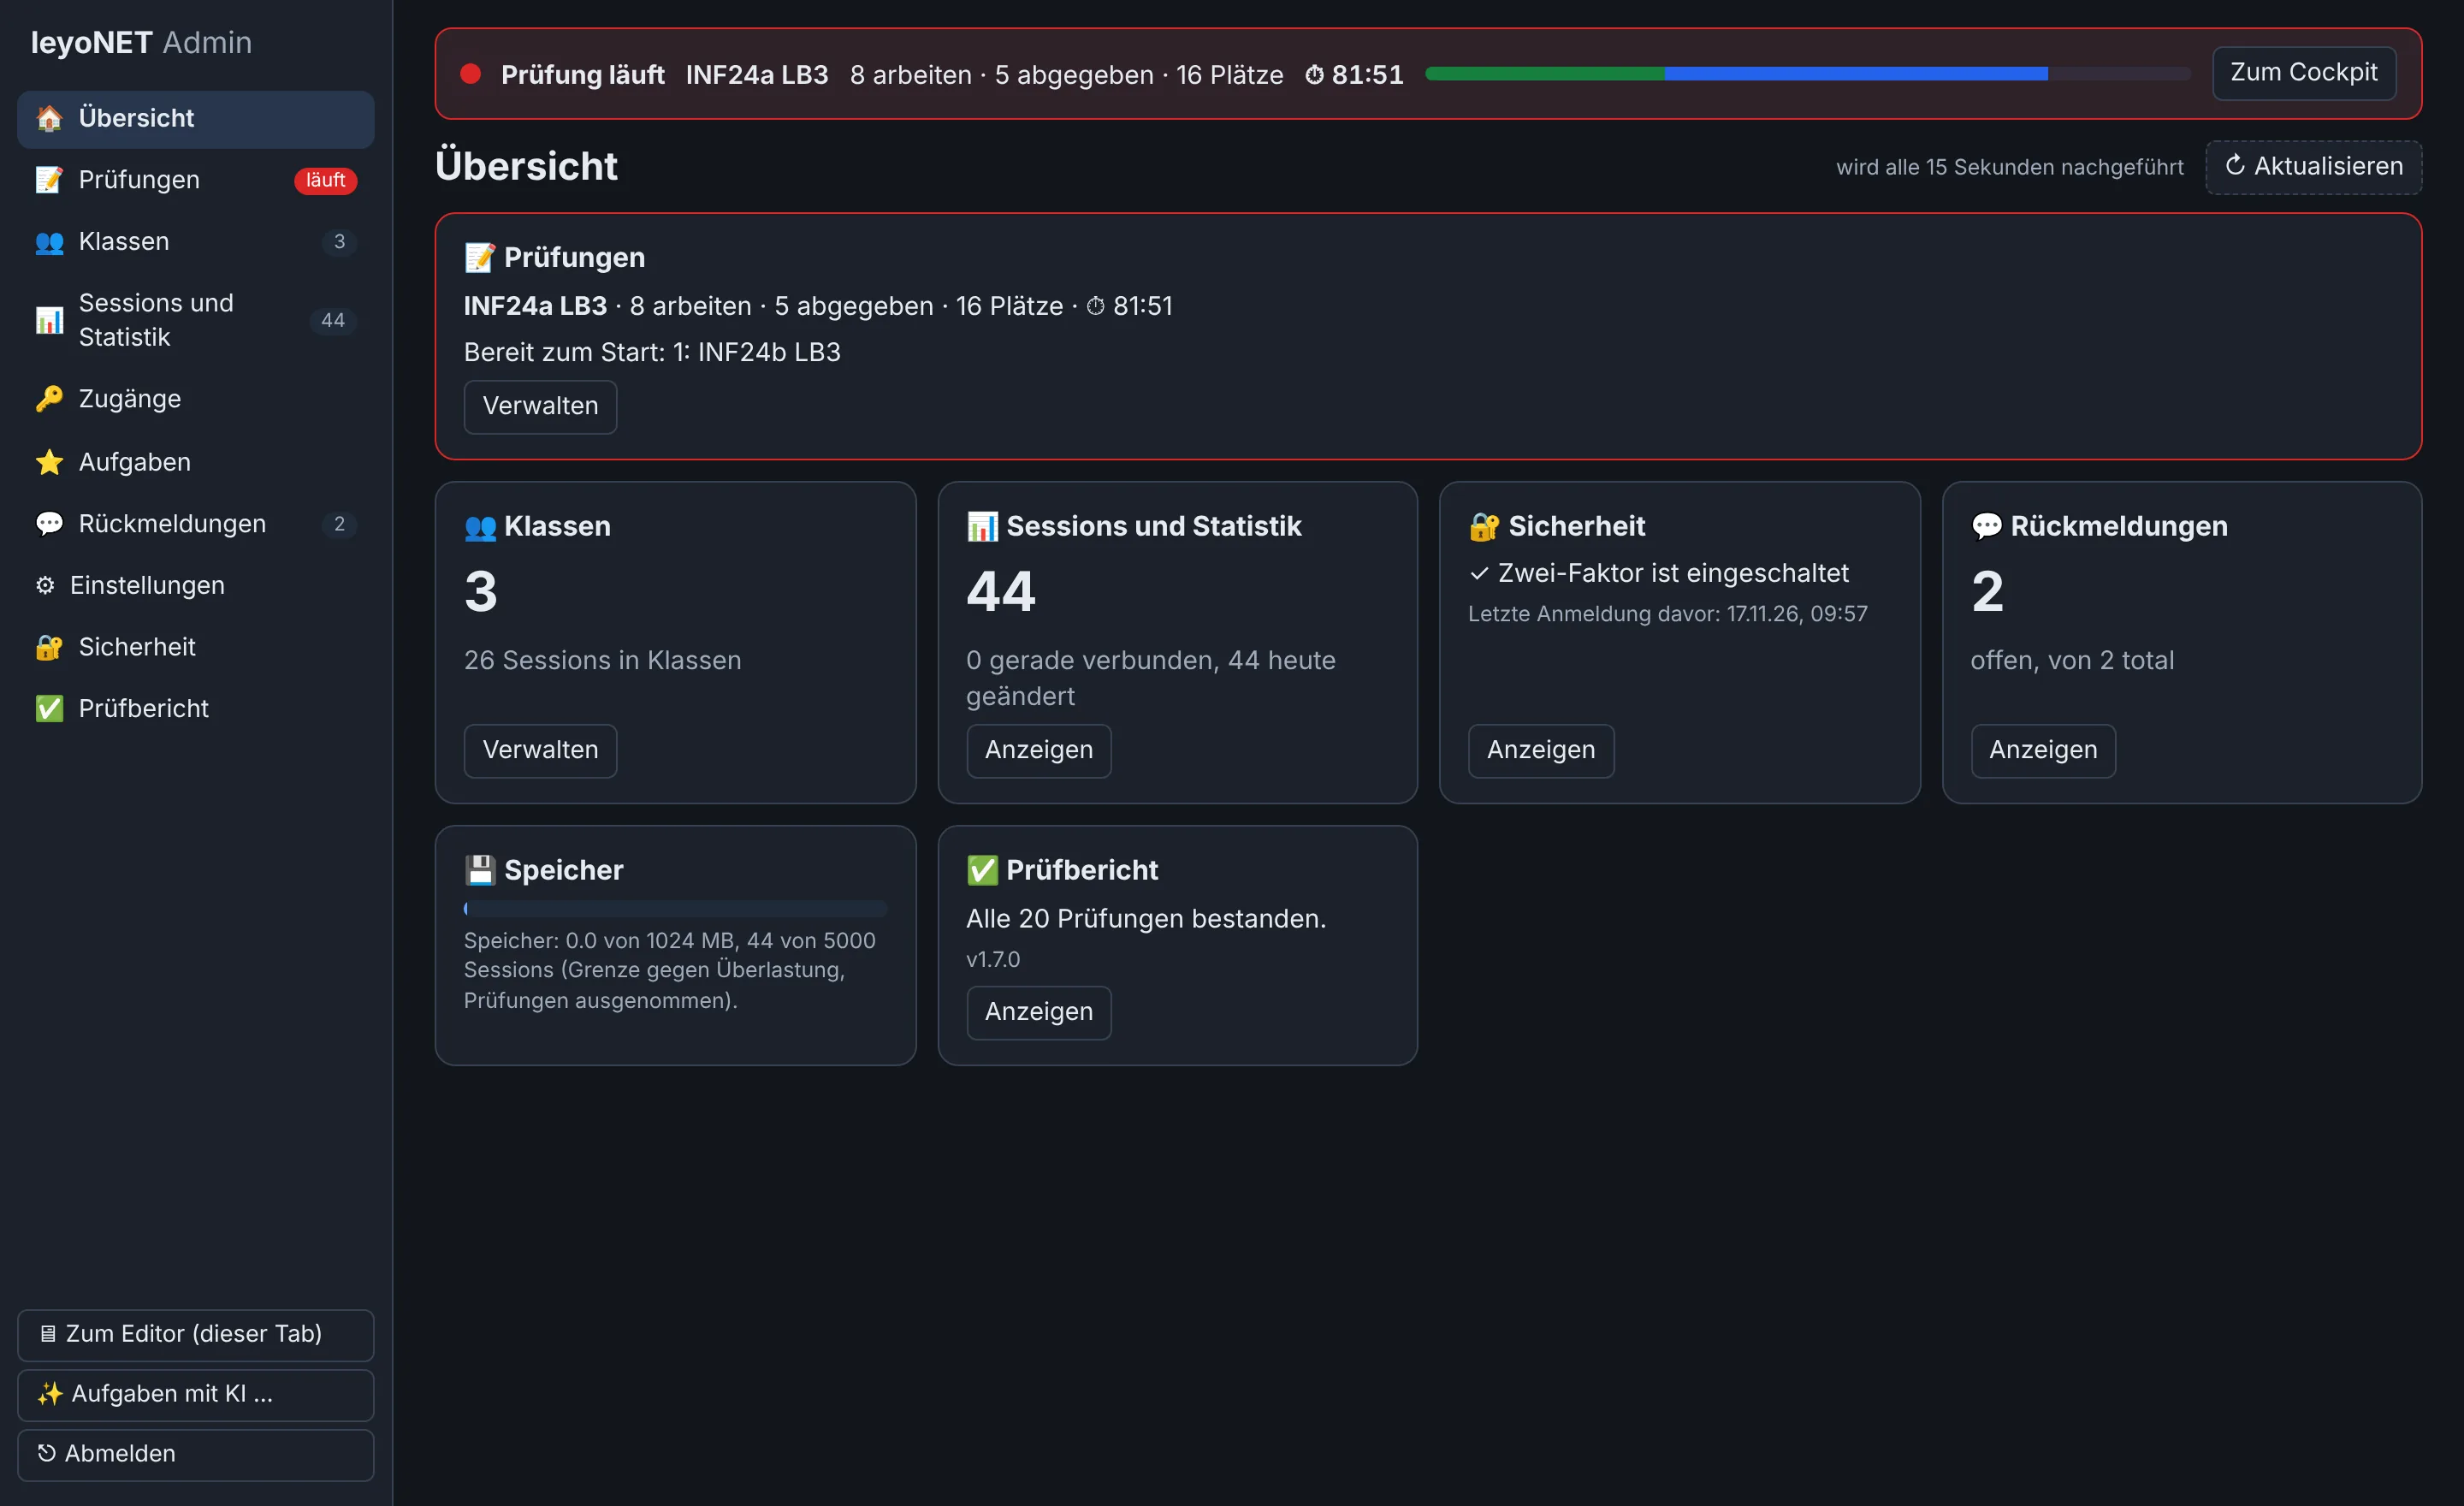 leyoNET Admin
Übersicht
Prüfungen läuft
Klassen 3
Sessions und
Statistik 44
Zugänge
Aufgaben
Rückmeldungen 2
Einstellungen
Sicherheit
Prüfbericht
Zum Editor (dieser Tab)
Aufgaben mit KI ...
Abmelden
Prüfung läuft INF24a LB3 8 arbeiten · 5 abgegeben · 16 Plätze ⏱ 81:51 Zum Cockpit
Übersicht
wird alle 15 Sekunden nachgeführt ↻ Aktualisieren
Prüfungen
INF24a LB3 · 8 arbeiten · 5 abgegeben · 16 Plätze · ⏱ 81:51
Bereit zum Start: 1: INF24b LB3
Verwalten
Klassen
3
26 Sessions in Klassen
Verwalten
Sessions und Statistik
44
0 gerade verbunden, 44 heute
geändert
Anzeigen
Sicherheit
✓ Zwei-Faktor ist eingeschaltet
Letzte Anmeldung davor: 17.11.26, 09:57
Anzeigen
Rückmeldungen
2
offen, von 2 total
Anzeigen
Speicher
Speicher: 0.0 von 1024 MB, 44 von 5000
Sessions (Grenze gegen Überlastung,
Prüfungen ausgenommen).
Prüfbericht
Alle 20 Prüfungen bestanden.
v1.7.0
Anzeigen